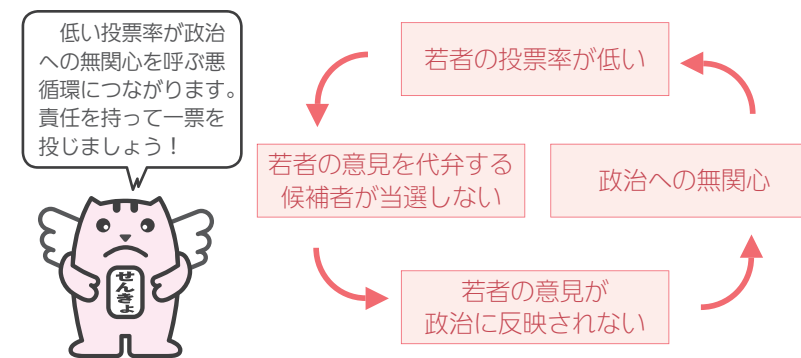 低い投票率が政治
への無関心を呼ぶ悪
循環につながります。
責任を持って一票を
投じましょう！
せんきょ
若者の投票率が低い
若者の意見を代弁する
候補者が当選しない
若者の意見が
政治に反映されない
政治への無関心